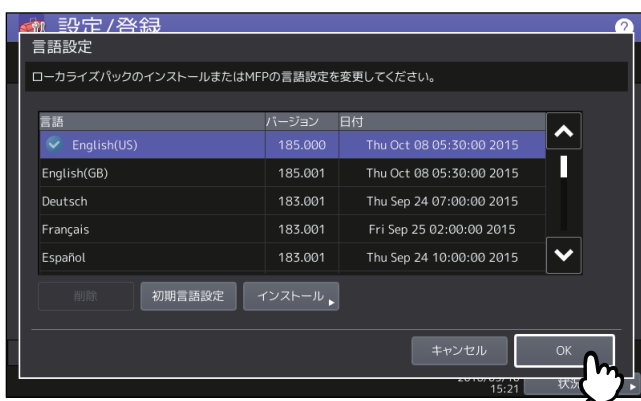 設定/登録
?
言語設定
ローカライズパックのインストールまたはMFPの言語設定を変更してください。
言語 バージョン 日付
English(US) 185.000 Thu Oct 08 05:30:00 2015
English(GB) 185.001 Thu Oct 08 05:30:00 2015
Deutsch 183.001 Thu Sep 24 07:00:00 2015
Français 183.001 Fri Sep 25 02:00:00 2015
Español 183.001 Thu Sep 24 10:00:00 2015
削除 初期言語設定 インストール
キャンセル OK
15:21